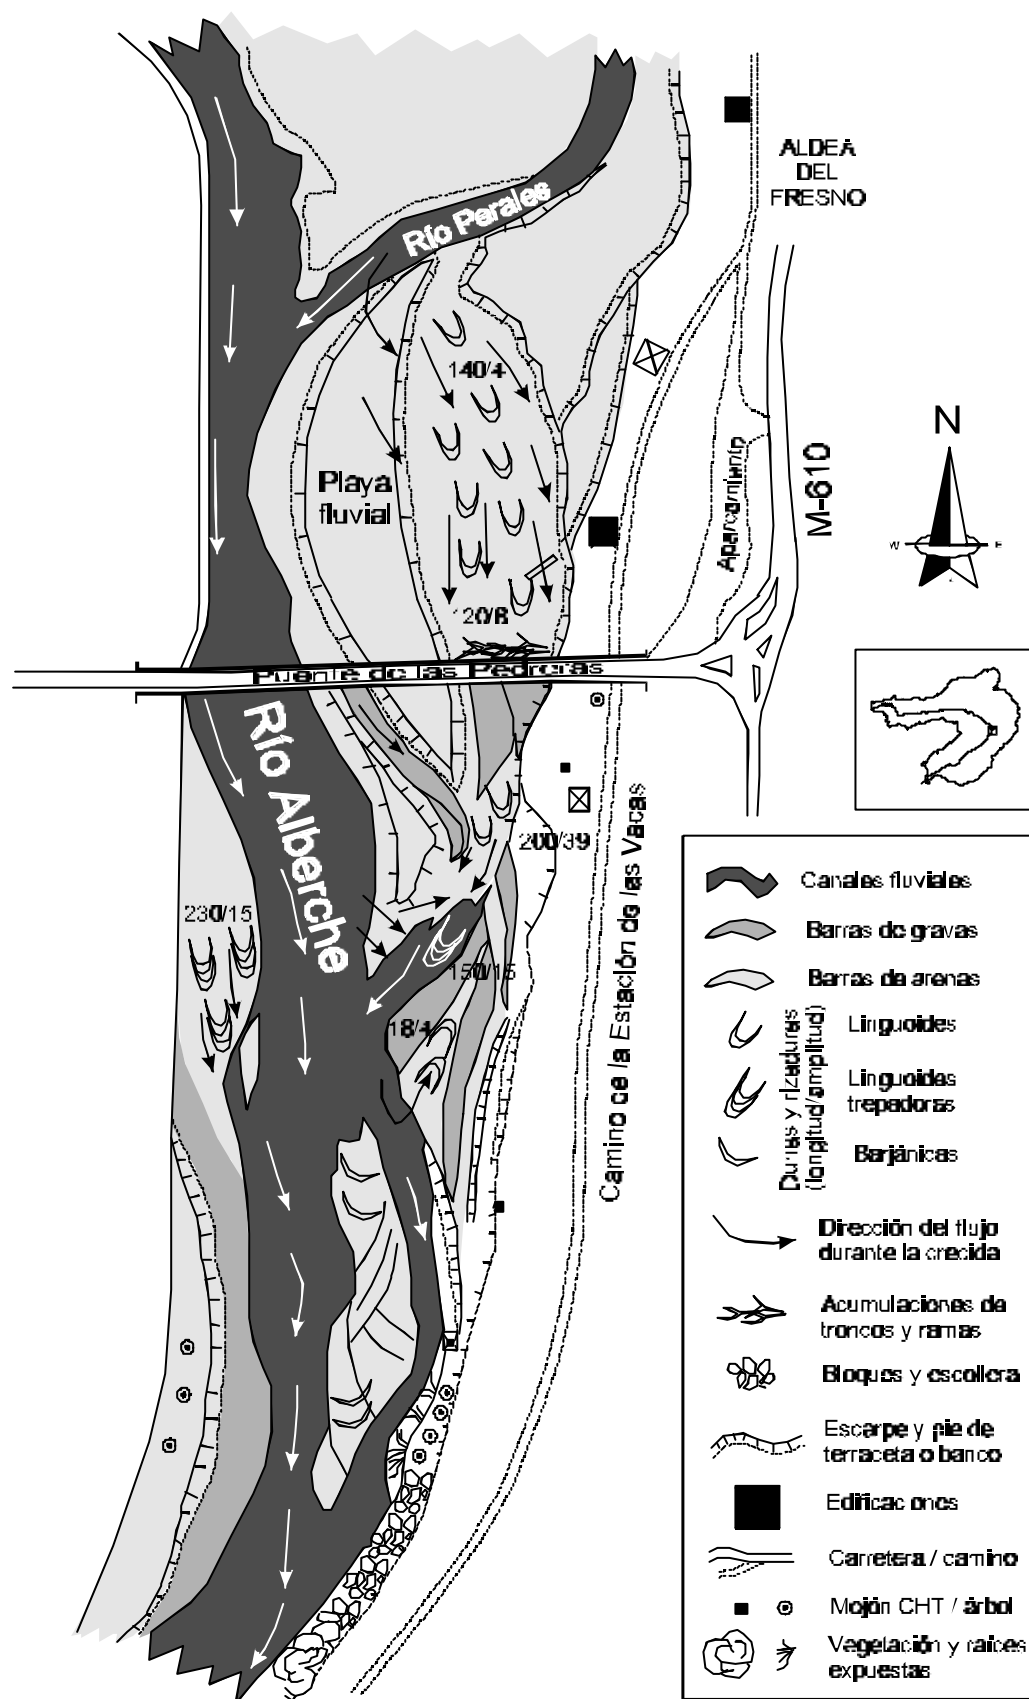 ALDEA
DEL
FRESNO
Río Perales
140/4
Playa
fluvial
Aparcamiento
M-610
N
W
E
120/8
Puente de las Pedreras
Río Alberche
200/39
Camino de la Estación de las Vacas
230/15
150/15
18/4
Canales fluviales
Barras de gravas
Barras de arenas
Dunas y rizaduras
(longitud/amplitud)
Linguoides
Linguoides
trepadoras
Barjánicas
Dirección del flujo
durante la crecida
Acumulaciones de
troncos y ramas
Bloques y escollera
Escarpe y pie de
terraceta o banco
Edificaciones
Carretera / camino
Mojón CHT / árbol
Vegetación y raices
expuestas